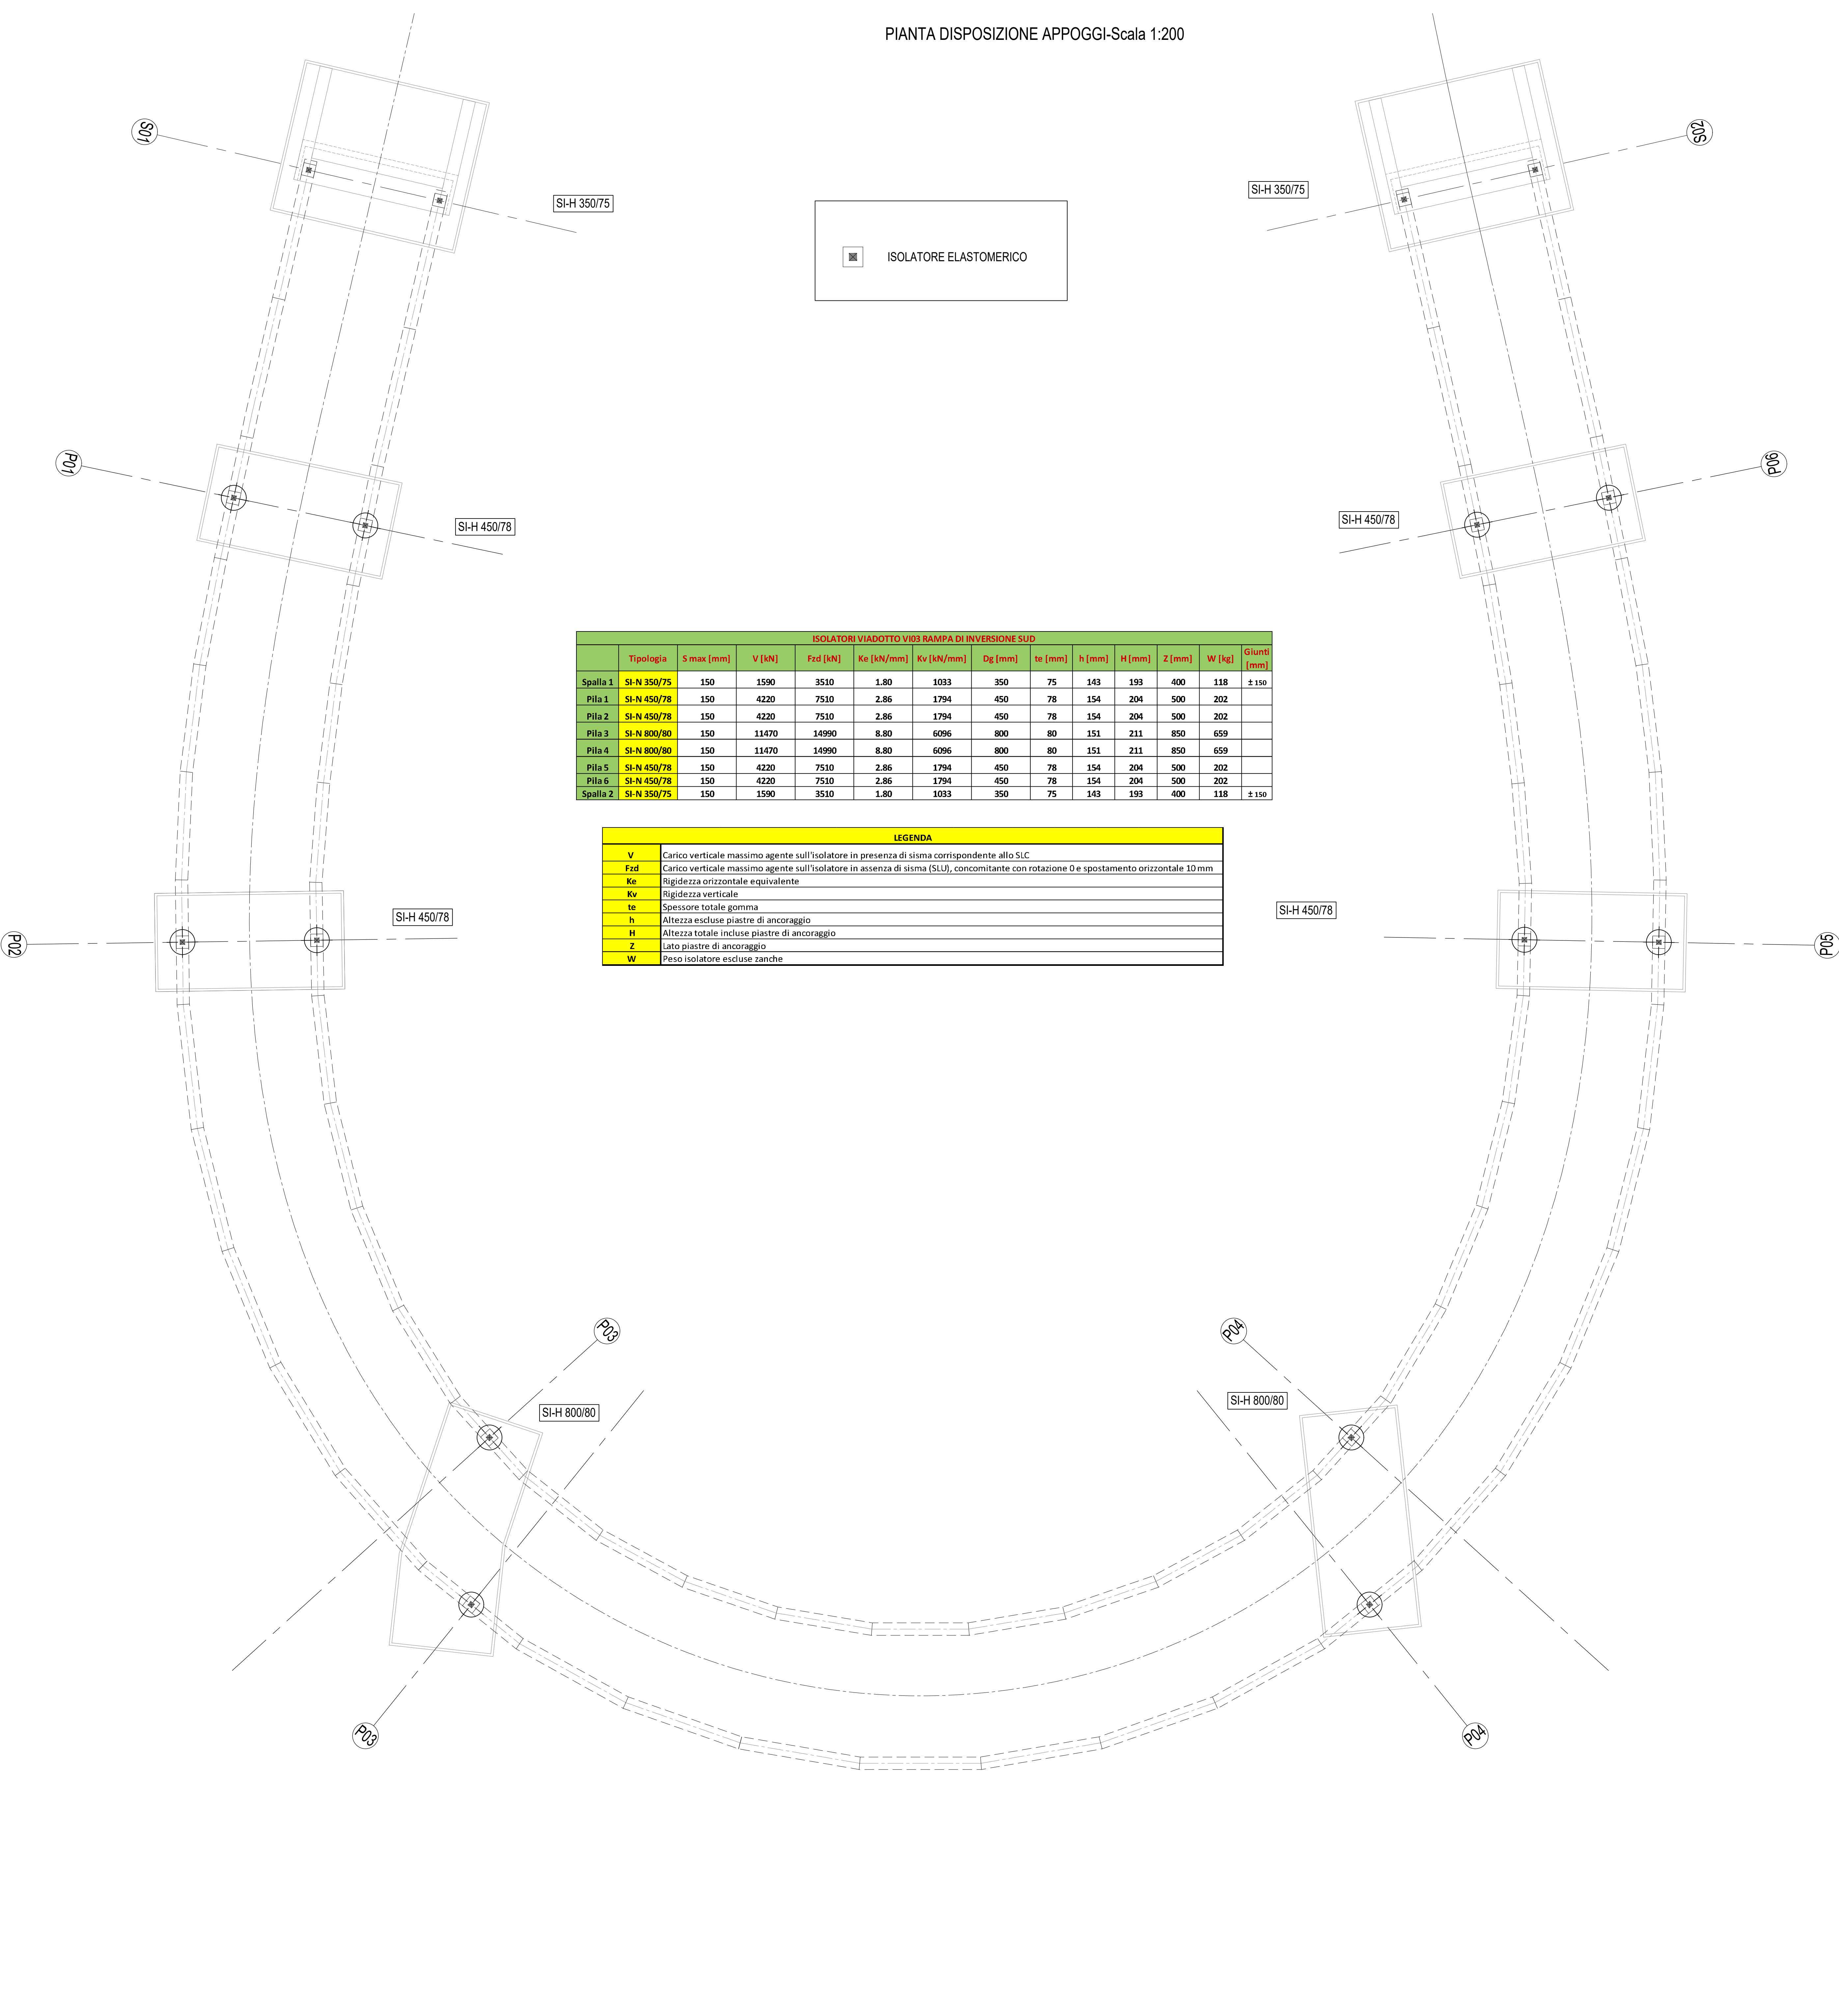 PIANTA DISPOSIZIONE APPOGGI-Scala 1:200
S01
S02
SI-H 350/75
SI-H 350/75
ISOLATORE ELASTOMERICO
P01
P06
SI-H 450/78
SI-H 450/78
ISOLATORI VIADOTTO VI03 RAMPA DI INVERSIONE SUD
Tipologia S max [mm] V [kN] Fzd [kN] Ke [kN/mm] Kv [kN/mm] Dg [mm] te [mm] h [mm] H [mm] Z [mm] W [kg] Giunti [mm]
Spalla 1 SI-N 350/75 150 1590 3510 1.80 1033 350 75 143 193 400 118 ± 150
Pila 1 SI-N 450/78 150 4220 7510 2.86 1794 450 78 154 204 500 202
Pila 2 SI-N 450/78 150 4220 7510 2.86 1794 450 78 154 204 500 202
Pila 3 SI-N 800/80 150 11470 14990 8.80 6096 800 80 151 211 850 659
Pila 4 SI-N 800/80 150 11470 14990 8.80 6096 800 80 151 211 850 659
Pila 5 SI-N 450/78 150 4220 7510 2.86 1794 450 78 154 204 500 202
Pila 6 SI-N 450/78 150 4220 7510 2.86 1794 450 78 154 204 500 202
Spalla 2 SI-N 350/75 150 1590 3510 1.80 1033 350 75 143 193 400 118 ± 150
LEGENDA
V Carico verticale massimo agente sull'isolatore in presenza di sisma corrispondente allo SLC
Fzd Carico verticale massimo agente sull'isolatore in assenza di sisma (SLU), concomitante con rotazione 0 e spostamento orizzontale 10 mm
Ke Rigidezza orizzontale equivalente
Kv Rigidezza verticale
te Spessore totale gomma
h Altezza escluse piastre di ancoraggio
H Altezza totale incluse piastre di ancoraggio
Z Lato piastre di ancoraggio
W Peso isolatore escluse zanche
SI-H 450/78
SI-H 450/78
P02
P05
P03
P04
SI-H 800/80
SI-H 800/80
P03
P04